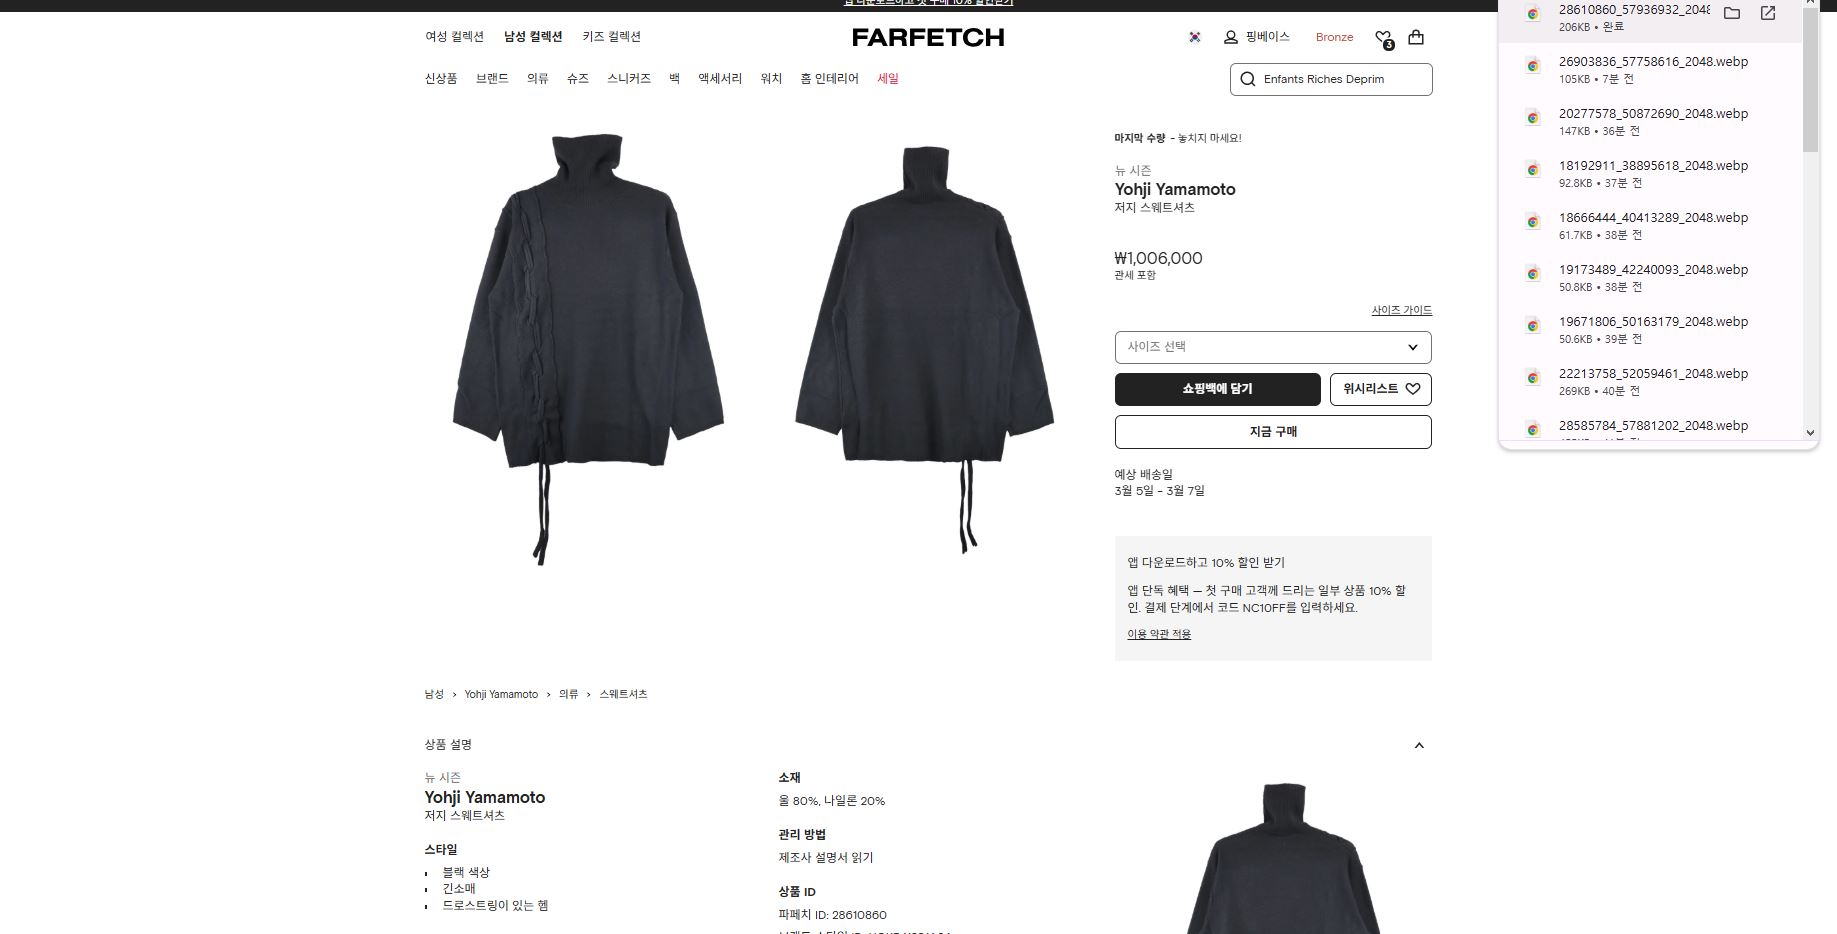 앱 다운로드하고 첫 구매 10% 할인받기
여성 컬렉션 남성 컬렉션 키즈 컬렉션
FARFETCH
핑베이스 Bronze 3
신상품 브랜드 의류 슈즈 스니커즈 백 액세서리 워치 홈 인테리어 세일
Enfants Riches Deprim
마지막 수량 - 놓치지 마세요!
뉴 시즌
Yohji Yamamoto
저지 스웨트셔츠
₩1,006,000
관세 포함
사이즈 가이드
사이즈 선택
쇼핑백에 담기 위시리스트
지금 구매
예상 배송일
3월 5일 - 3월 7일
앱 다운로드하고 10% 할인 받기
앱 단독 혜택 — 첫 구매 고객께 드리는 일부 상품 10% 할
인. 결제 단계에서 코드 NC10FF를 입력하세요.
이용 약관 적용
남성 › Yohji Yamamoto › 의류 › 스웨트셔츠
상품 설명
뉴 시즌
Yohji Yamamoto
저지 스웨트셔츠
스타일
블랙 색상
긴소매
드로스트링이 있는 헴
소재
울 80%, 나일론 20%
관리 방법
제조사 설명서 읽기
상품 ID
파페치 ID: 28610860
28610860_57936932_2048
206KB • 완료
26903836_57758616_2048.webp
105KB • 7분 전
20277578_50872690_2048.webp
147KB • 36분 전
18192911_38895618_2048.webp
92.8KB • 37분 전
18666444_40413289_2048.webp
61.7KB • 38분 전
19173489_42240093_2048.webp
50.8KB • 38분 전
19671806_50163179_2048.webp
50.6KB • 39분 전
22213758_52059461_2048.webp
269KB • 40분 전
28585784_57881202_2048.webp